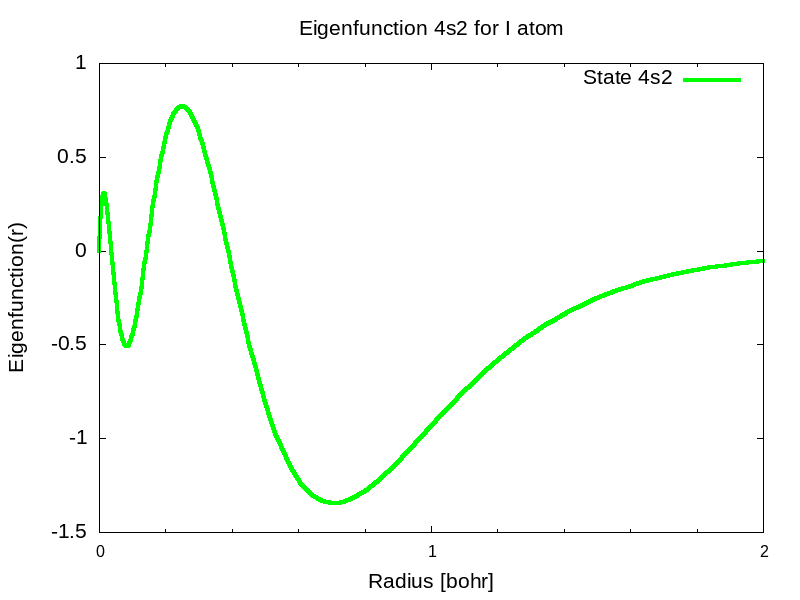 Eigenfunction 4s2 for I atom
State 4s2
Eigenfunction(r)
1
0.5
0
-0.5
-1
-1.5
0 1 2
Radius [bohr]